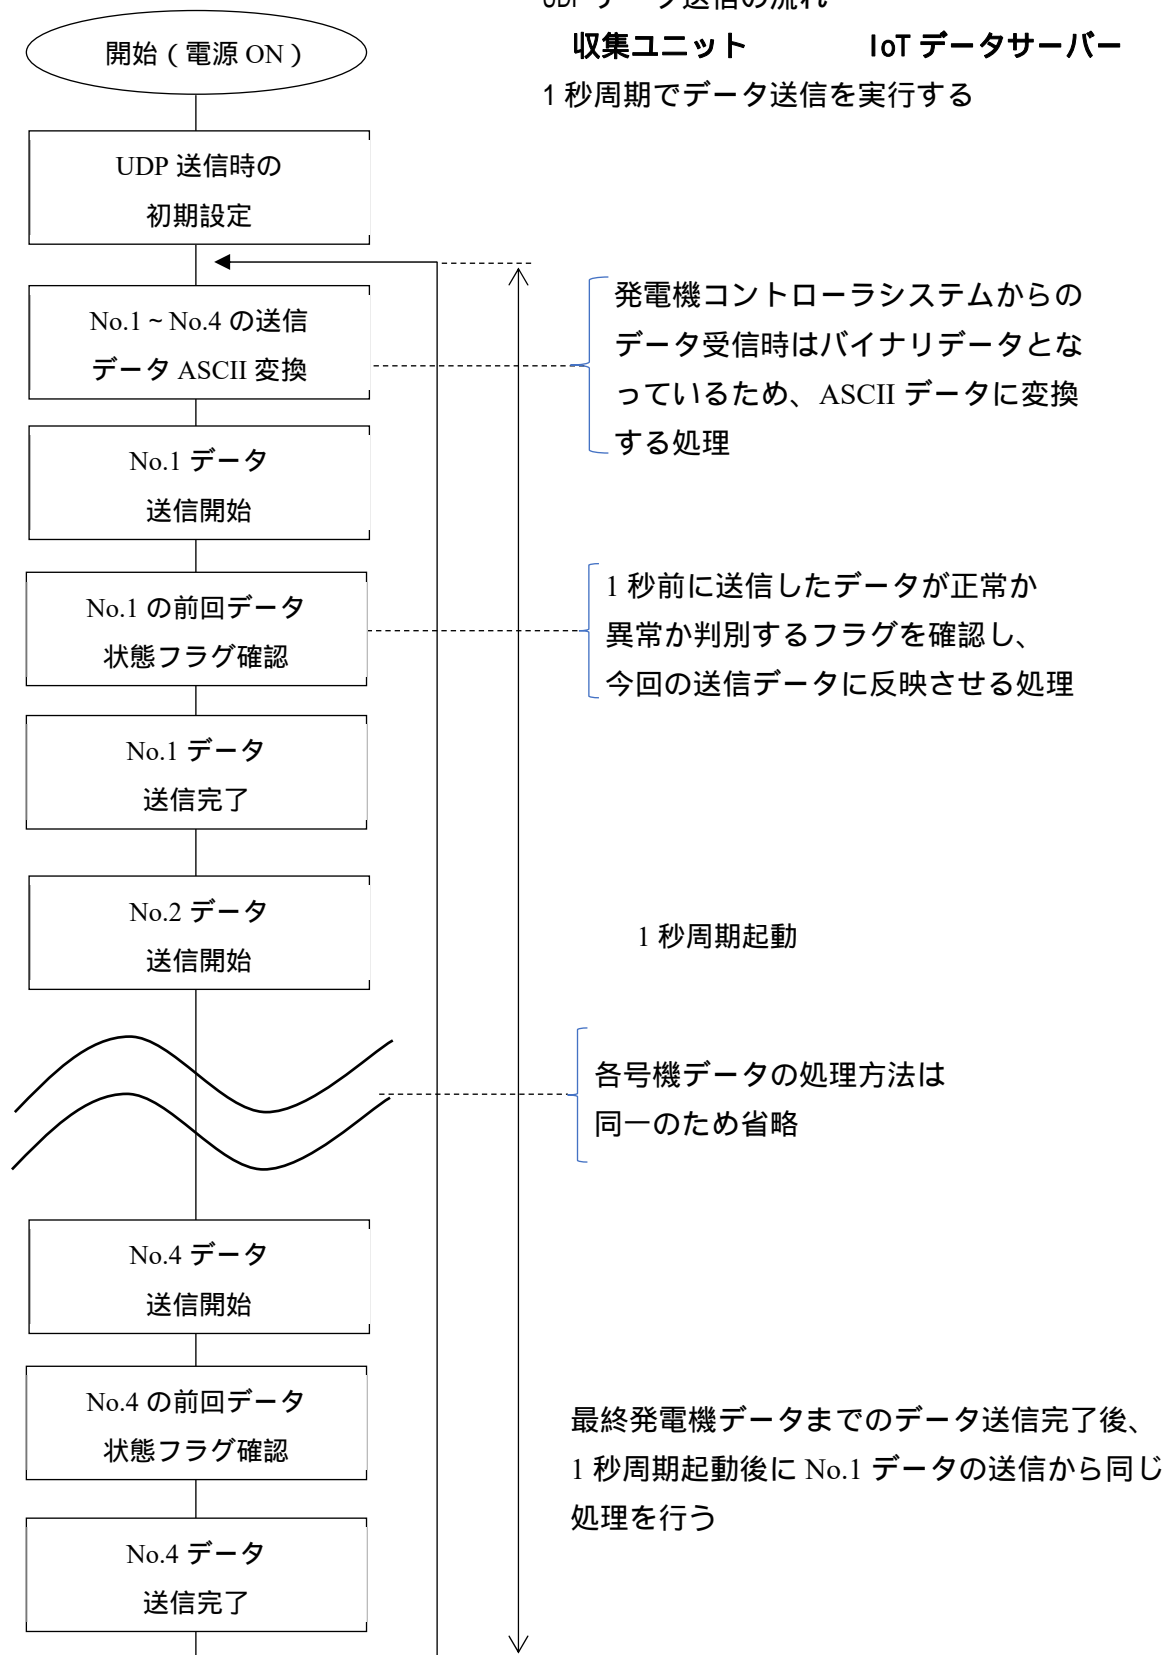 UDP データ送信の流れ
収集ユニット IoT データサーバー
1 秒周期でデータ送信を実行する
開始（電源 ON）
UDP 送信時の
初期設定
No.1~No.4 の送信
データ ASCII 変換
発電機コントローラシステムからの
データ受信時はバイナリデータとな
っているため、ASCII データに変換
する処理
No.1 データ
送信開始
No.1 の前回データ
状態フラグ確認
1 秒前に送信したデータが正常か
異常か判別するフラグを確認し、
今回の送信データに反映させる処理
No.1 データ
送信完了
No.2 データ
送信開始
1 秒周期起動
各号機データの処理方法は
同一のため省略
No.4 データ
送信開始
No.4 の前回データ
状態フラグ確認
最終発電機データまでのデータ送信完了後、
1 秒周期起動後に No.1 データの送信から同じ
処理を行う
No.4 データ
送信完了